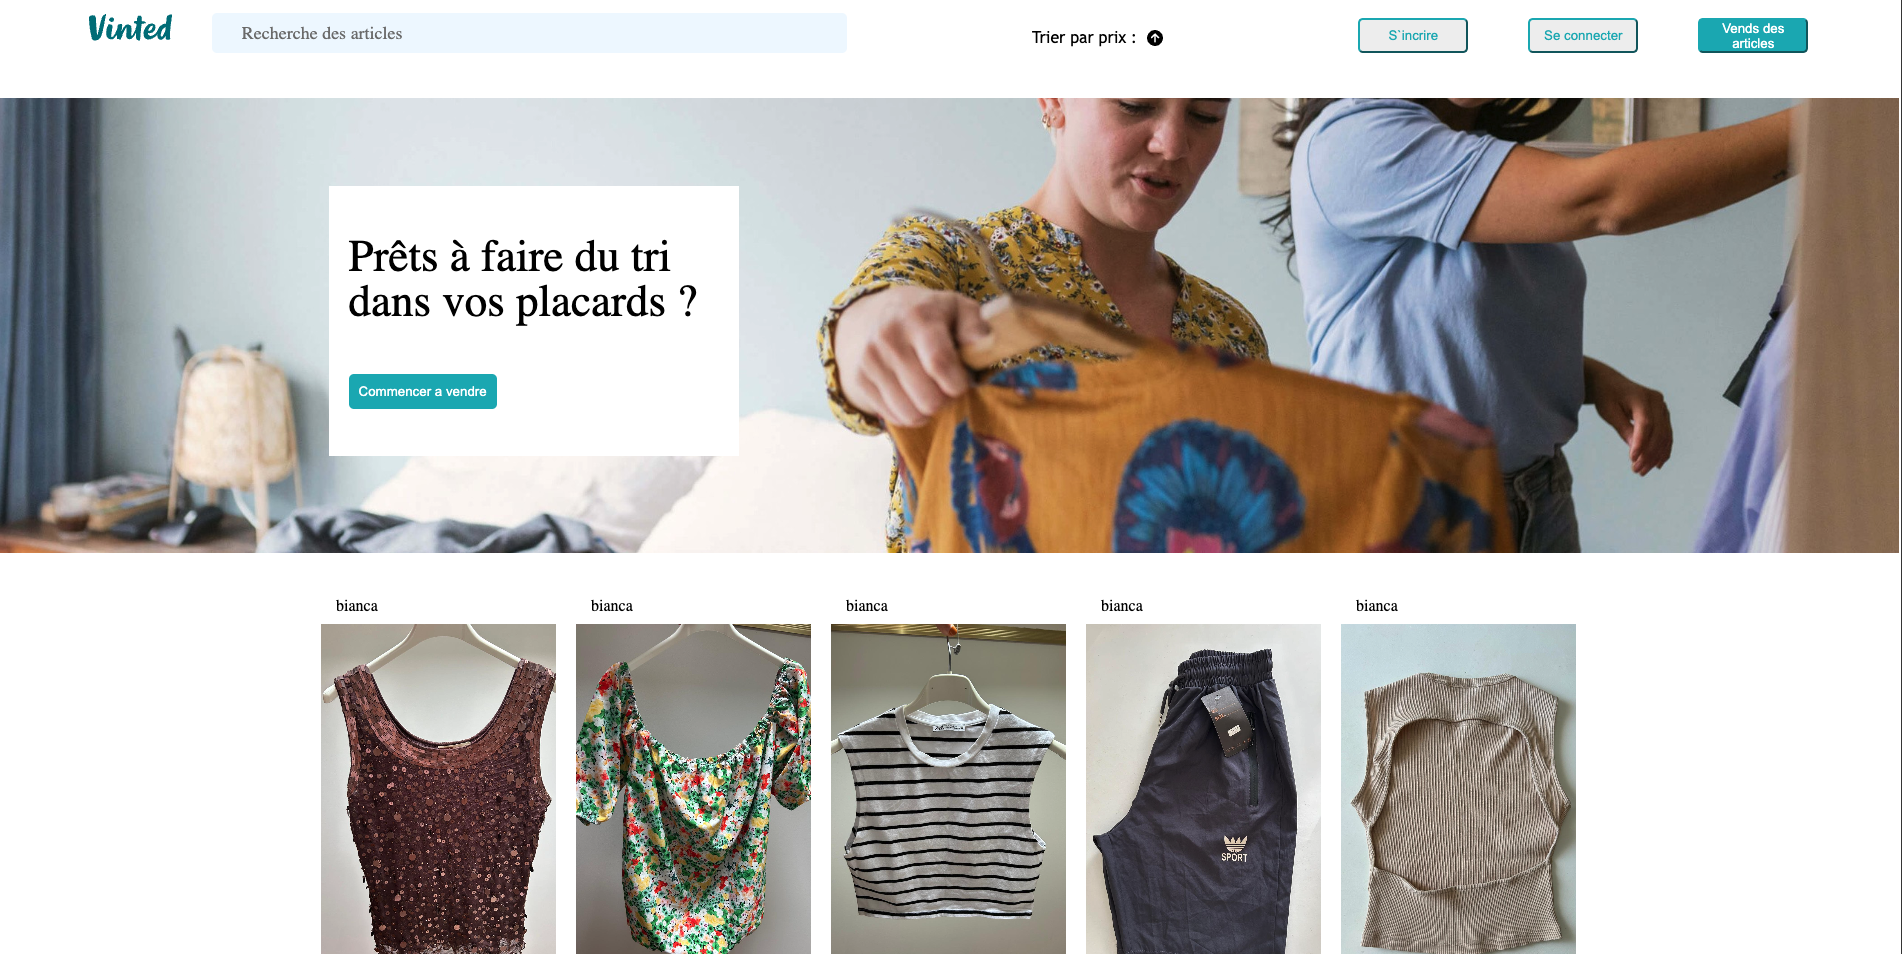 Vinted
Recherche des articles
Trier par prix :
S`incrire
Se connecter
Vends des
articles
Prêts à faire du tri
dans vos placards ?
Commencer a vendre
bianca
bianca
bianca
bianca
bianca
SPORT